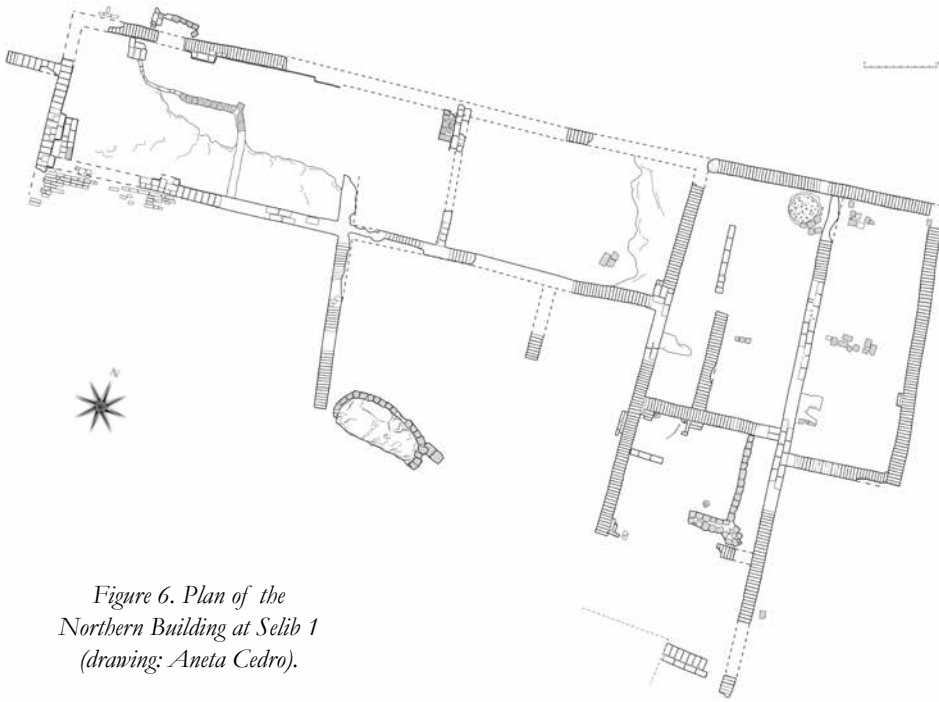 N
Figure 6. Plan of the
Northern Building at Selib 1
(drawing: Aneta Cedro).